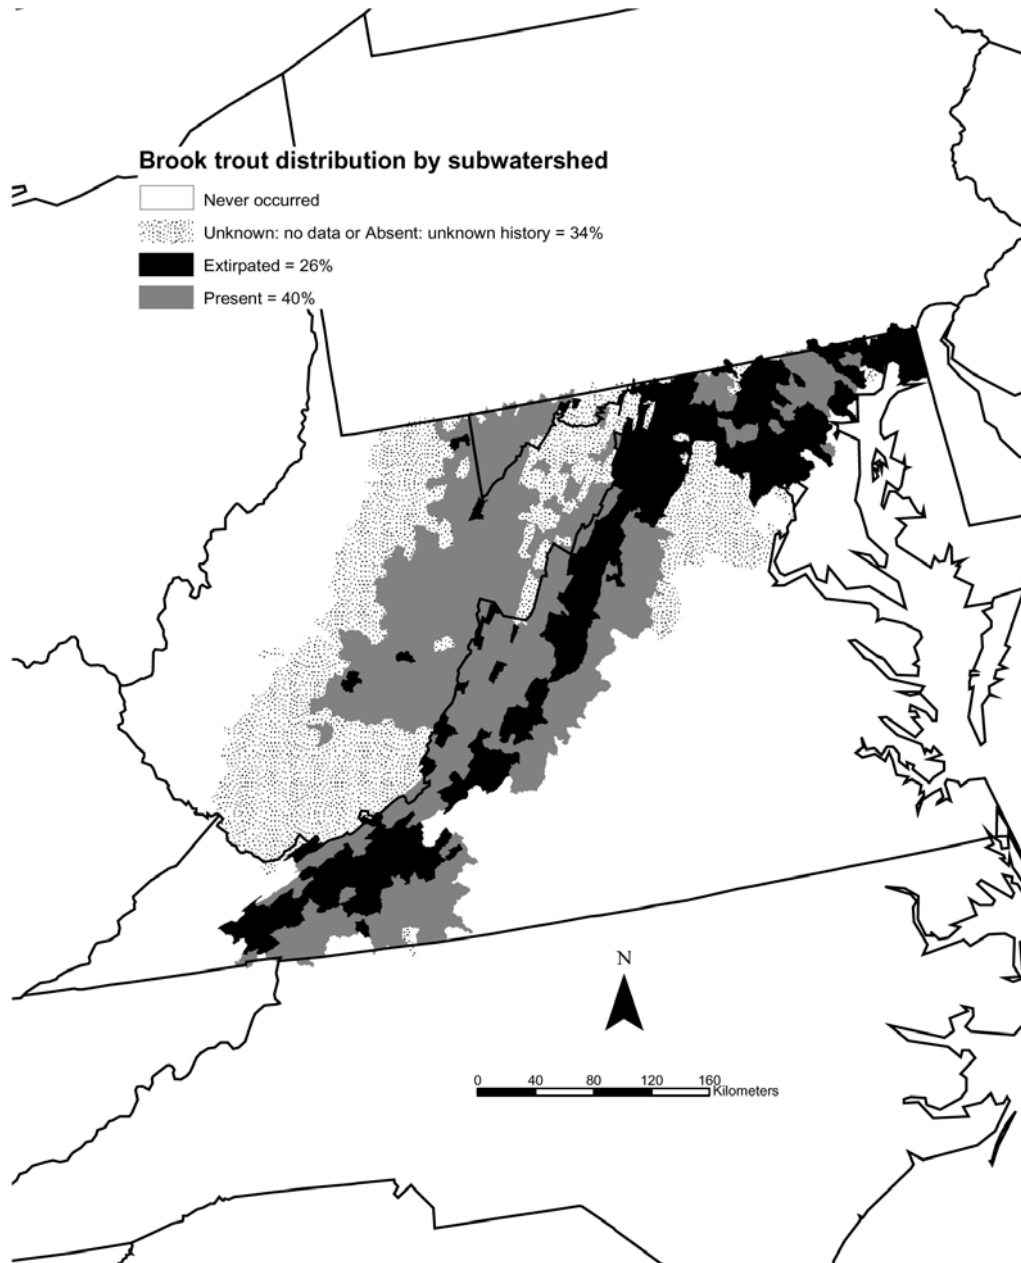 Brook trout distribution by subwatershed
Never occurred
Unknown: no data or Absent: unknown history = 34%
Extirpated = 26%
Present = 40%
N
0 40 80 120 160
Kilometers